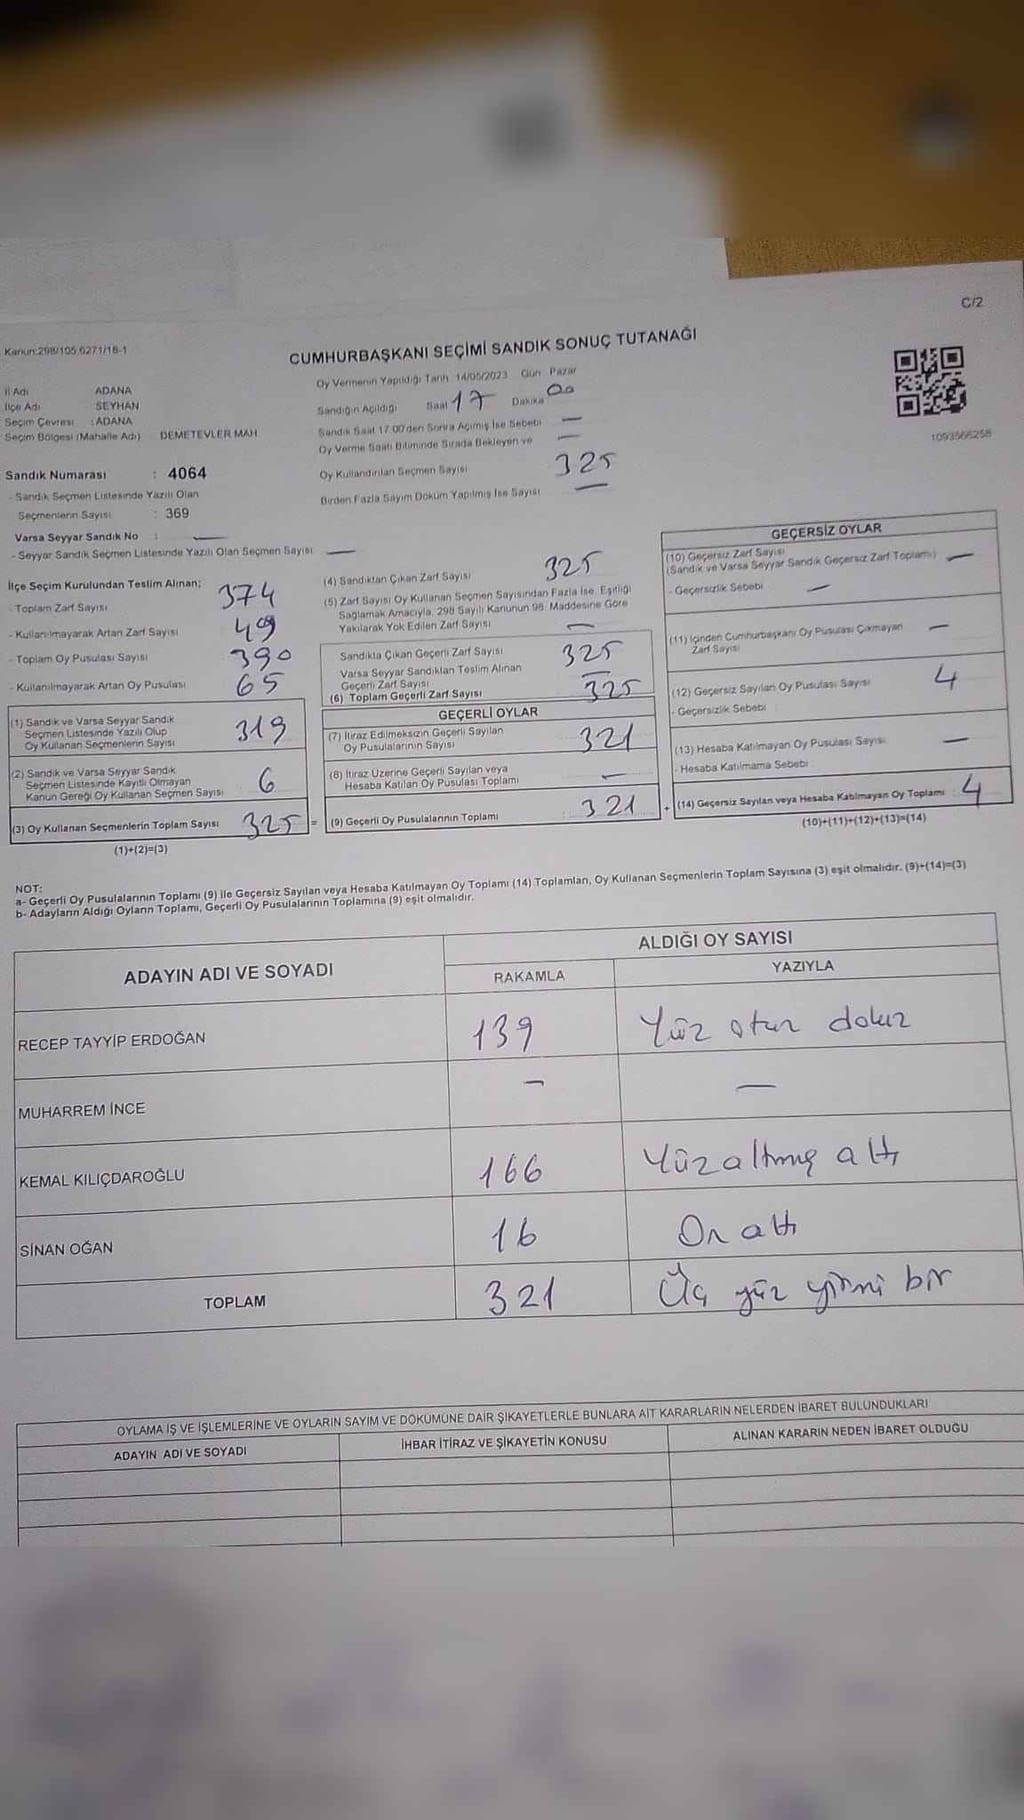 C/2
Kanun:298/105,6271/18-1
CUMHURBAŞKANI SEÇİMİ SANDIK SONUÇ TUTANAĞI
Oy Vermenin Yapıldığı Tarih 14/05/2023 Gün Pazar
İl Adı ADANA
İlçe Adı SEYHAN
Seçim Çevresi : ADANA
Seçim Bölgesi (Mahalle Adı) DEMETEVLER MAH
Sandığın Açıldığı Saat 17 Dakika 00
Sandık Saat 17:00'den Sonra Açımış İse Sebebi —
Oy Verme Saati Bitiminde Sırada Bekleyen ve —
Oy Kullandırılan Seçmen Sayısı 325
Birden Fazla Sayım Döküm Yapılmış İse Sayısı —
1093566258
Sandık Numarası : 4064
- Sandık Seçmen Listesinde Yazılı Olan
Seçmenlerin Sayısı : 369
Varsa Seyyar Sandık No : —
- Seyyar Sandık Seçmen Listesinde Yazılı Olan Seçmen Sayısı —
İlçe Seçim Kurulundan Teslim Alınan;
- Toplam Zarf Sayısı 374
- Kullanılmayarak Artan Zarf Sayısı 49
- Toplam Oy Pusulası Sayısı 390
- Kullanılmayarak Artan Oy Pusulası 65
(1) Sandık ve Varsa Seyyar Sandık
Seçmen Listesinde Yazılı Olup
Oy Kullanan Seçmenlerin Sayısı 319
(2) Sandık ve Varsa Seyyar Sandık
Seçmen Listesinde Kayıtlı Olmayan
Kanun Gereği Oy Kullanan Seçmen Sayısı 6
(3) Oy Kullanan Seçmenlerin Toplam Sayısı 325 =
(1)+(2)=(3)
(4) Sandıktan Çıkan Zarf Sayısı 325
(5) Zarf Sayısı Oy Kullanan Seçmen Sayısından Fazla İse, Eşitliği
Sağlamak Amacıyla, 298 Sayılı Kanunun 98. Maddesine Göre
Yakılarak Yok Edilen Zarf Sayısı —
Sandıkta Çıkan Geçerli Zarf Sayısı 325
Varsa Seyyar Sandıktan Teslim Alınan
Geçerli Zarf Sayısı —
(6) Toplam Geçerli Zarf Sayısı 325
GEÇERLİ OYLAR
(7) İtiraz Edilmeksizin Geçerli Sayılan
Oy Pusulalarının Sayısı 321
(8) İtiraz Üzerine Geçerli Sayılan veya
Hesaba Katılan Oy Pusulası Toplamı —
(9) Geçerli Oy Pusulalarının Toplamı : 321 +
GEÇERSİZ OYLAR
(10) Geçersiz Zarf Sayısı
(Sandık ve Varsa Seyyar Sandık Geçersiz Zarf Toplamı) —
- Geçersizlik Sebebi —
(11) İçinden Cumhurbaşkanı Oy Pusulası Çıkmayan
Zarf Sayısı —
(12) Geçersiz Sayılan Oy Pusulası Sayısı 4
- Geçersizlik Sebebi
(13) Hesaba Katılmayan Oy Pusulası Sayısı —
- Hesaba Katılmama Sebebi
(14) Geçersiz Sayılan veya Hesaba Katılmayan Oy Toplamı : 4
(10)+(11)+(12)+(13)=(14)
NOT:
a- Geçerli Oy Pusulalarının Toplamı (9) ile Geçersiz Sayılan veya Hesaba Katılmayan Oy Toplamı (14) Toplamları, Oy Kullanan Seçmenlerin Toplam Sayısına (3) eşit olmalıdır. (9)+(14)=(3)
b- Adayların Aldığı Oyların Toplamı, Geçerli Oy Pusulalarının Toplamına (9) eşit olmalıdır.
ADAYIN ADI VE SOYADI
ALDIĞI OY SAYISI
RAKAMLA YAZIYLA
RECEP TAYYİP ERDOĞAN 139 Yüz otuz dokuz
MUHARREM İNCE — —
KEMAL KILIÇDAROĞLU 166 Yüz altmış altı
SİNAN OĞAN 16 On altı
TOPLAM 321 Üç yüz yirmi bir
OYLAMA İŞ VE İŞLEMLERİNE VE OYLARIN SAYIM VE DÖKÜMÜNE DAİR ŞİKAYETLERLE BUNLARA AİT KARARLARIN NELERDEN İBARET BULUNDUKLARI
ADAYIN ADI VE SOYADI İHBAR İTİRAZ VE ŞİKAYETİN KONUSU ALINAN KARARIN NEDEN İBARET OLDUĞU